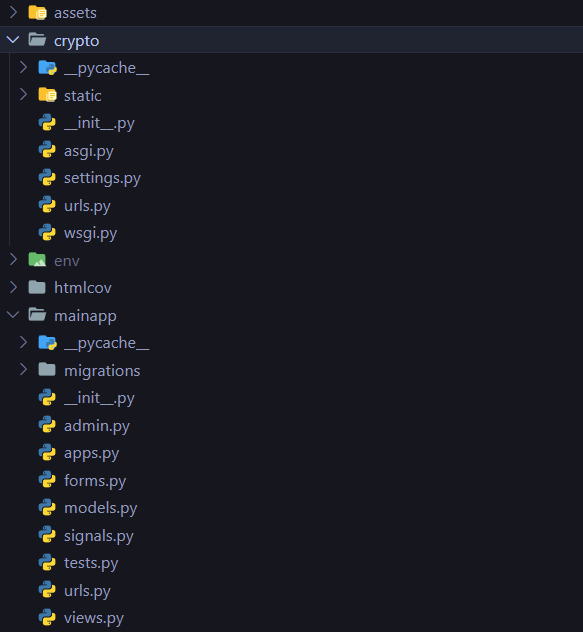 assets
crypto
__pycache__
static
__init__.py
asgi.py
settings.py
urls.py
wsgi.py
env
htmlcov
mainapp
__pycache__
migrations
__init__.py
admin.py
apps.py
forms.py
models.py
signals.py
tests.py
urls.py
views.py